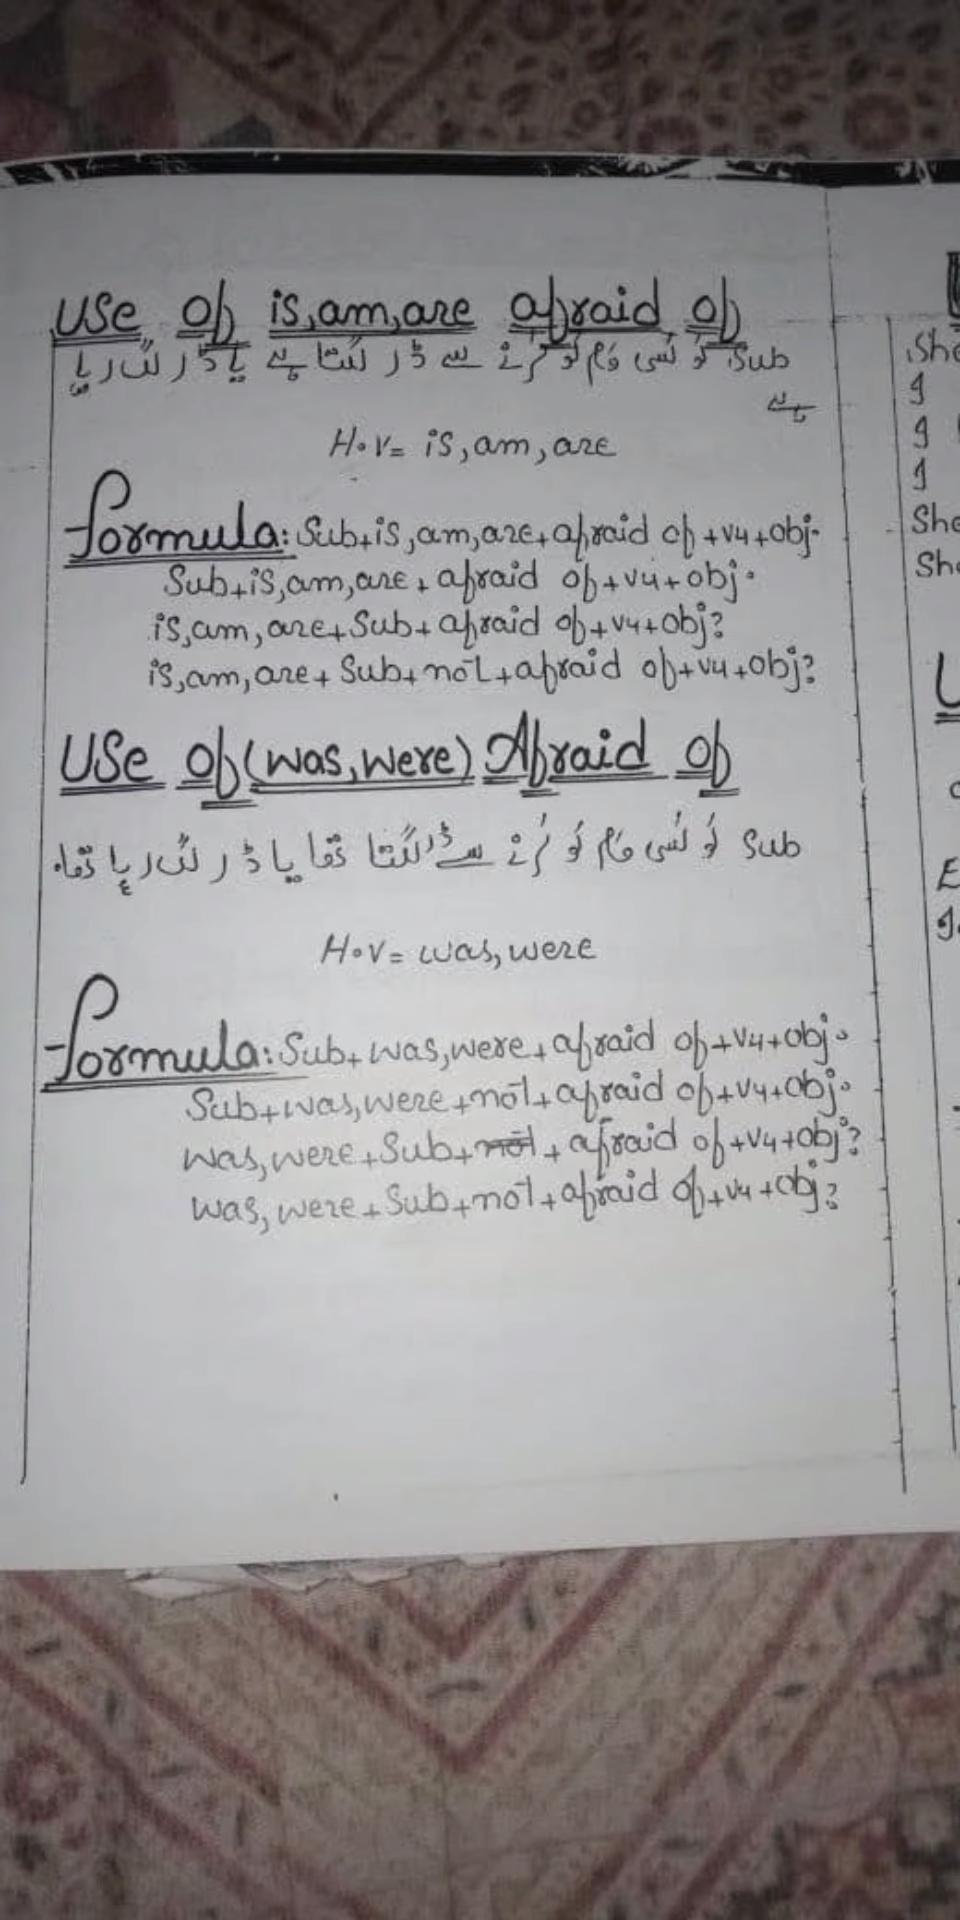 Use of is,am,are afraid of
Sub کو کسی کام کو کرنے سے ڈر لگتا ہے یا ڈر لگ رہا
ہے
H.V= is,am,are
Formula: Sub+is,am,are+afraid of +v4+obj.
Sub+is,am,are+afraid of+v4+obj.
is,am,are+Sub+afraid of+v4+obj?
is,am,are+Sub+not+afraid of+v4+obj?
Use of (was,were) Afraid of
Sub کو کسی کام کو کرنے سے ڈر لگتا تھا یا ڈر لگ رہا تھا۔
H.V= was,were
Formula: Sub+was,were+afraid of+v4+obj.
Sub+was,were+not+afraid of+v4+obj.
was,were+Sub+not+afraid of+v4+obj?
was,were+Sub+not+afraid of+v4+obj?
I
I
I
She